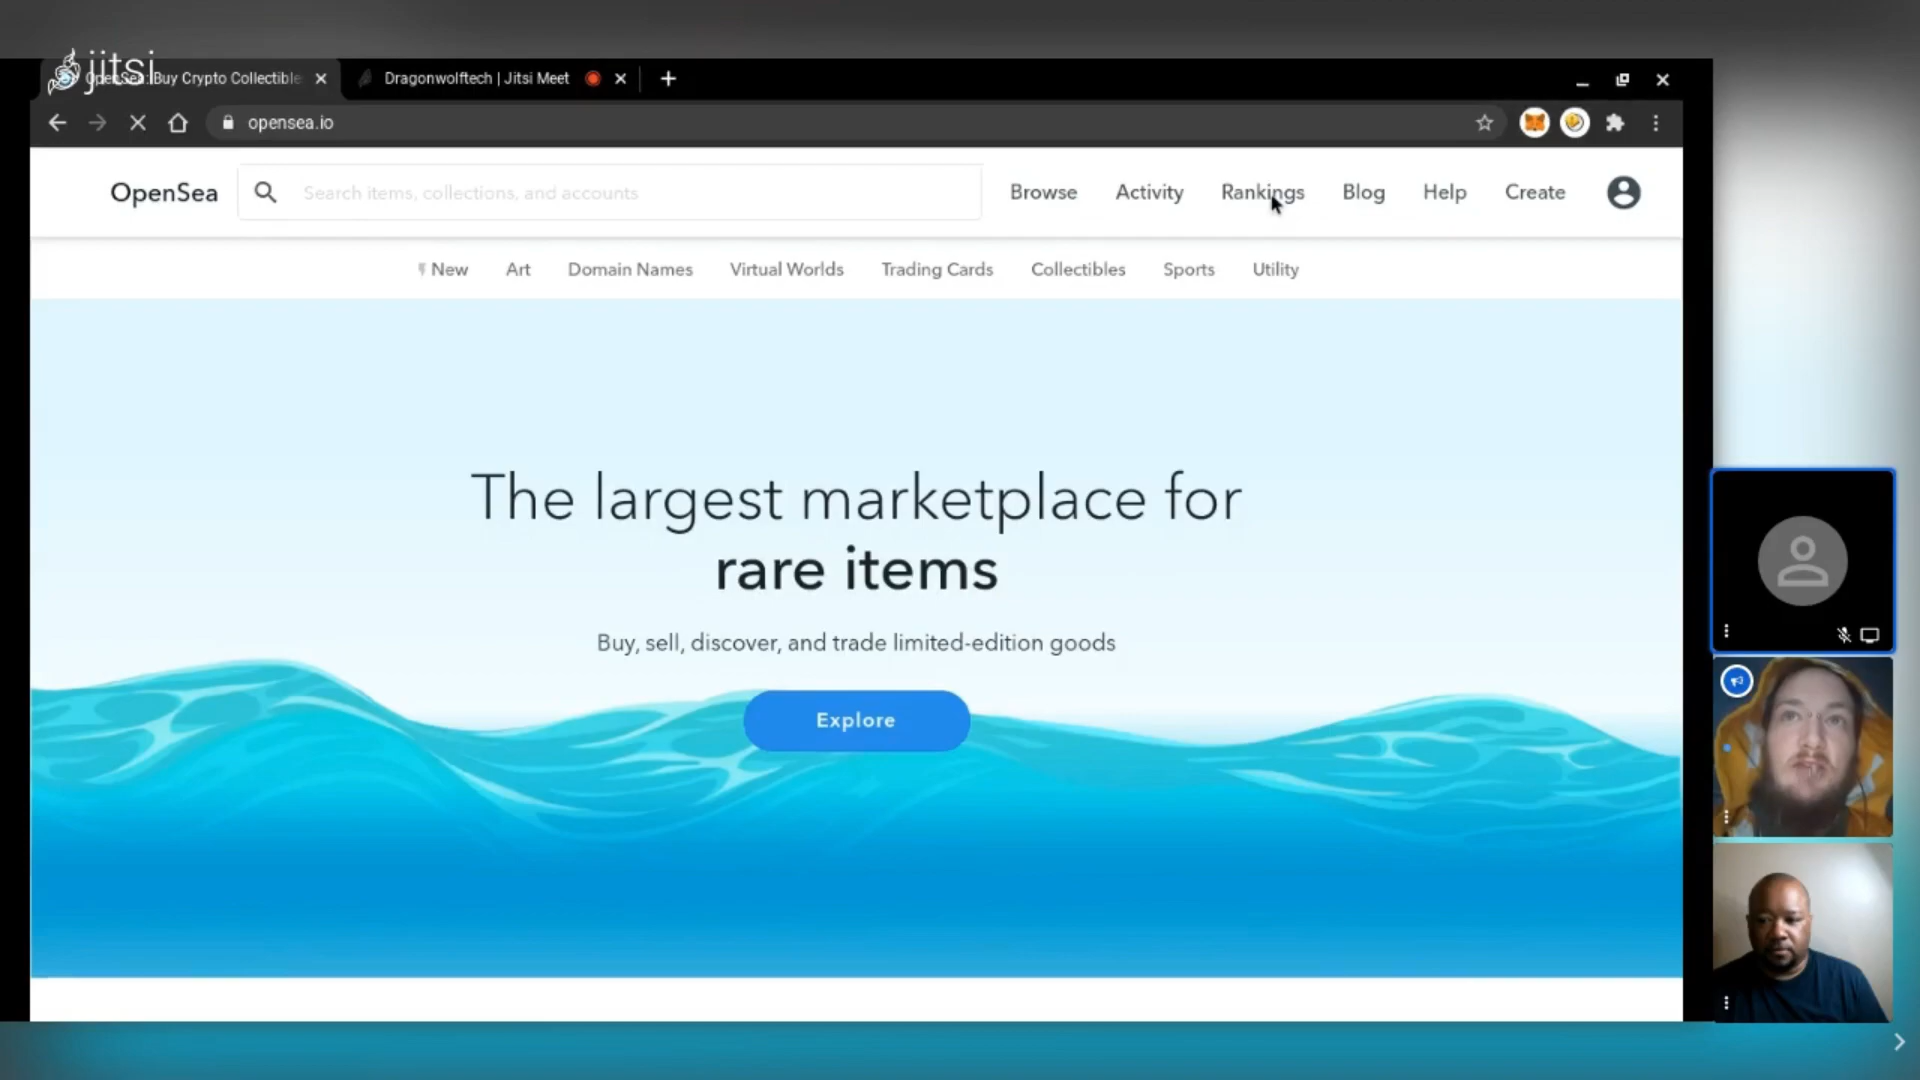 jitsi
OpenSea: Buy Crypto Collectible
Dragonwolftech | Jitsi Meet
opensea.io
OpenSea
Search items, collections, and accounts
Browse
Activity
Rankings
Blog
Help
Create
New
Art
Domain Names
Virtual Worlds
Trading Cards
Collectibles
Sports
Utility
The largest marketplace for
rare items
Buy, sell, discover, and trade limited-edition goods
Explore